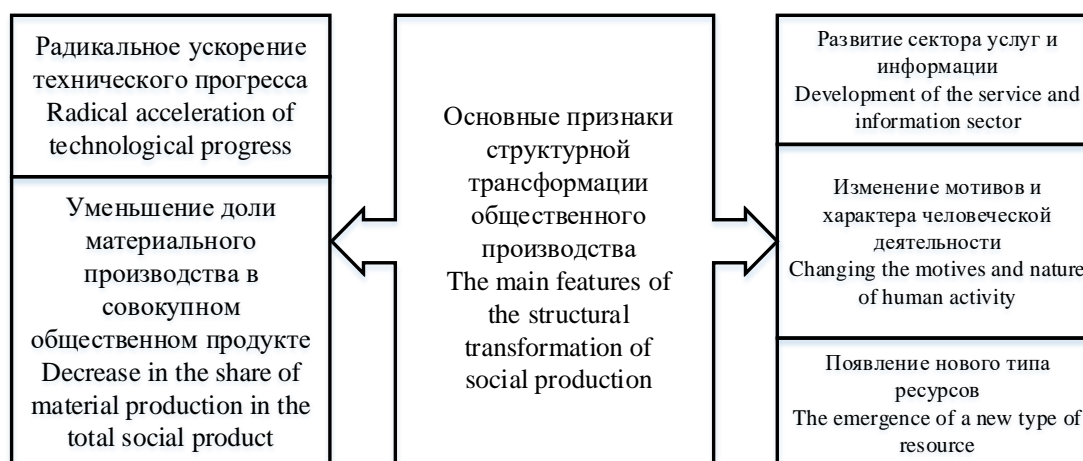 Радикальное ускорение
технического прогресса
Radical acceleration of
technological progress
Уменьшение доли
материального
производства в
совокупном
общественном продукте
Decrease in the share of
material production in the
total social product
Основные признаки
структурной
трансформации
общественного
производства
The main features of
the structural
transformation of
social production
Развитие сектора услуг и
информации
Development of the service and
information sector
Изменение мотивов и
характера человеческой
деятельности
Changing the motives and nature
of human activity
Появление нового типа
ресурсов
The emergence of a new type of
resource